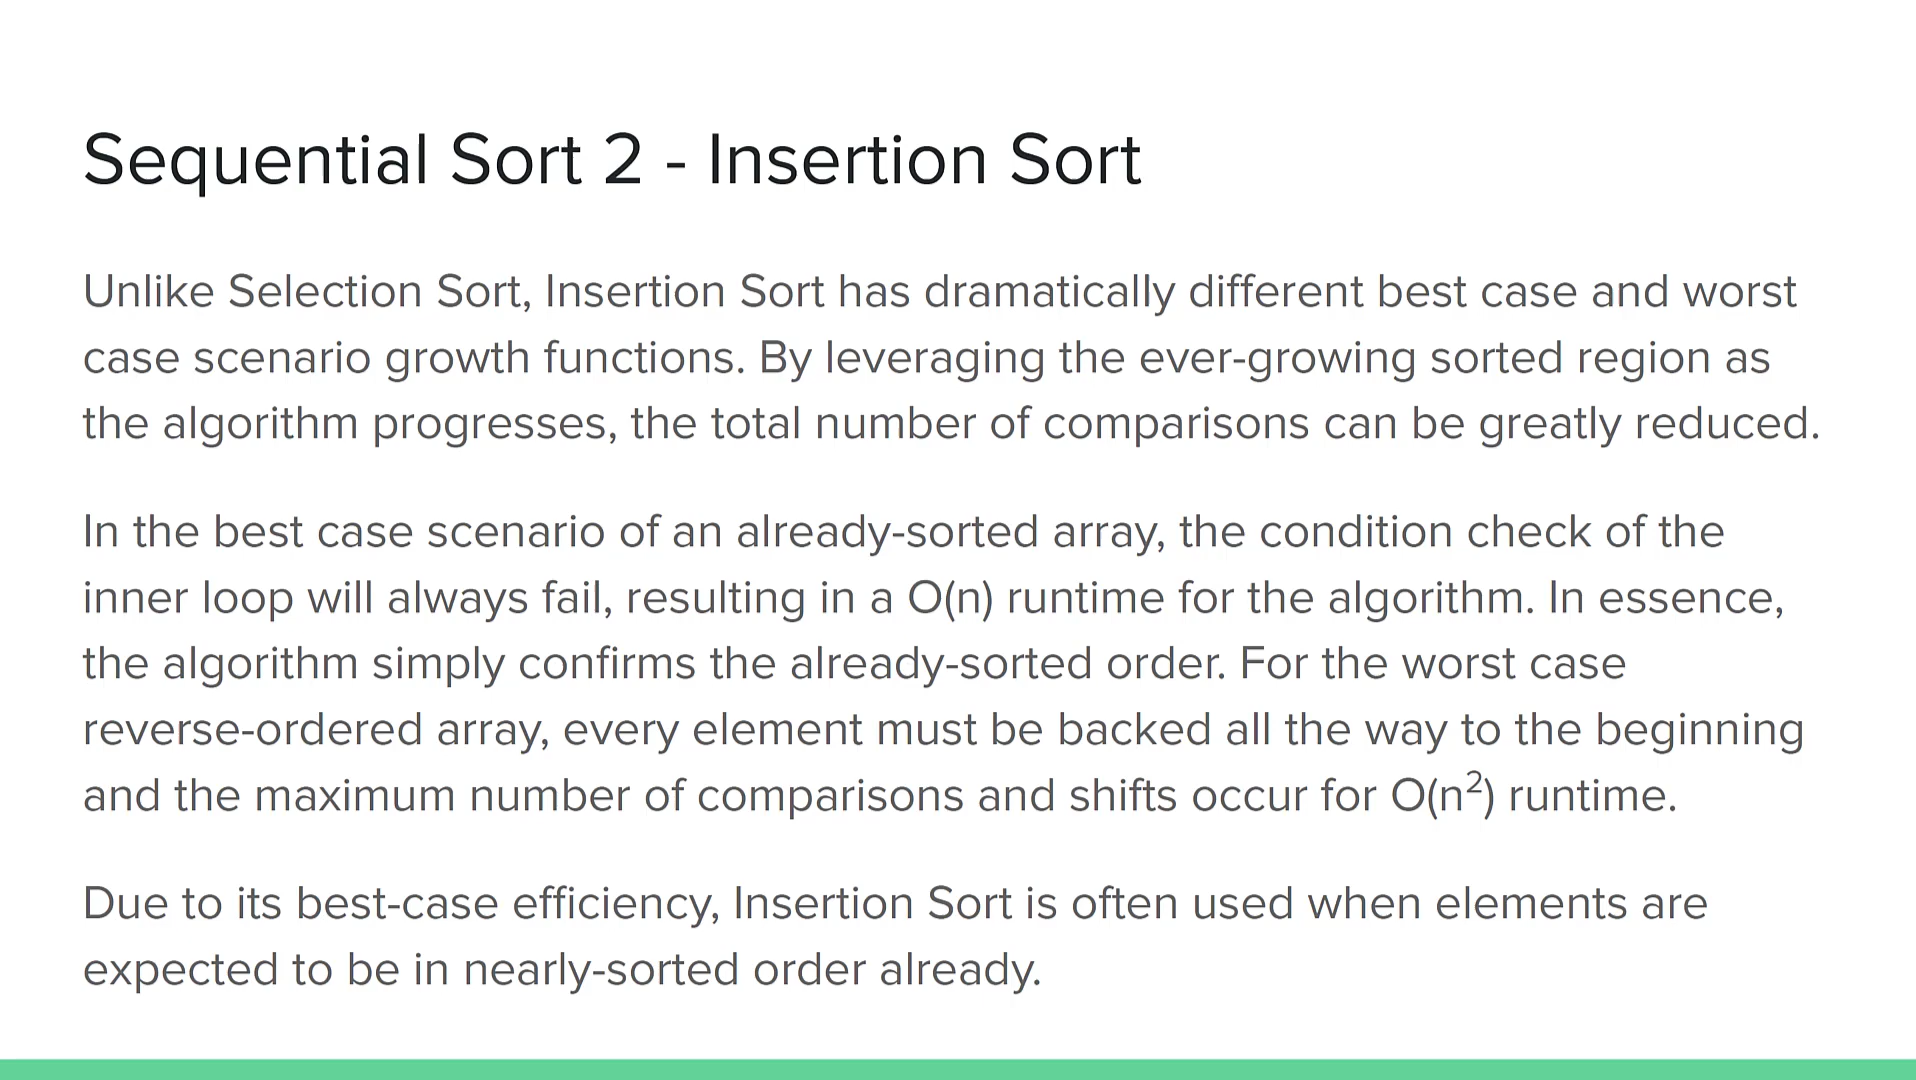 Sequential Sort 2 - Insertion Sort
Unlike Selection Sort, Insertion Sort has dramatically different best case and worst
case scenario growth functions. By leveraging the ever-growing sorted region as
the algorithm progresses, the total number of comparisons can be greatly reduced.
In the best case scenario of an already-sorted array, the condition check of the
inner loop will always fail, resulting in a O(n) runtime for the algorithm. In essence,
the algorithm simply confirms the already-sorted order. For the worst case
reverse-ordered array, every element must be backed all the way to the beginning
and the maximum number of comparisons and shifts occur for O(n²) runtime.
Due to its best-case efficiency, Insertion Sort is often used when elements are
expected to be in nearly-sorted order already.